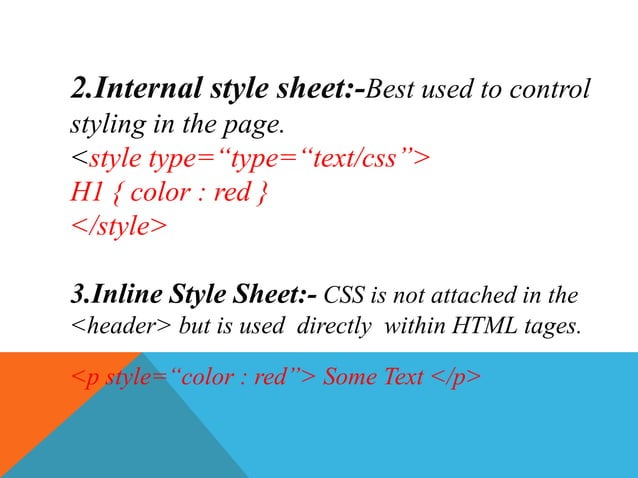 2.Internal style sheet:-Best used to control
styling in the page.
<style type=“type=“text/css”>
H1 { color : red }
</style>
3.Inline Style Sheet:- CSS is not attached in the
<header> but is used directly within HTML tages.
<p style=“color : red”> Some Text </p>